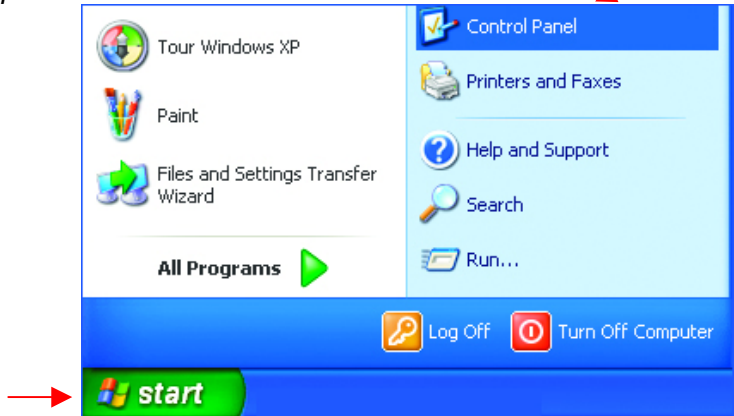 Tour Windows XP
Paint
Files and Settings Transfer
Wizard
All Programs
Control Panel
Printers and Faxes
Help and Support
Search
Run...
Log Off
Turn Off Computer
start